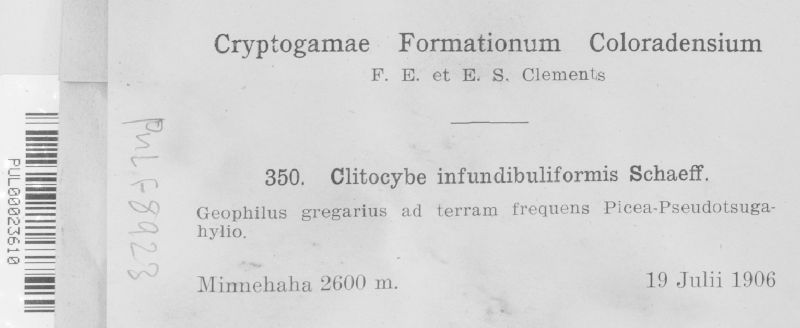 Cryptogamae Formationum Coloradensium
F. E. et E. S. Clements
350. Clitocybe infundibuliformis Schaeff.
Geophilus gregarius ad terram frequens Picea-Pseudotsuga-
hylio.
Minnehaha 2600 m. 19 Julii 1906
PUL F8923
PUL00023610